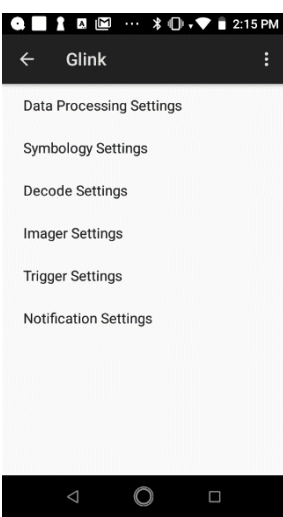 2:15 PM
Glink
Data Processing Settings
Symbology Settings
Decode Settings
Imager Settings
Trigger Settings
Notification Settings